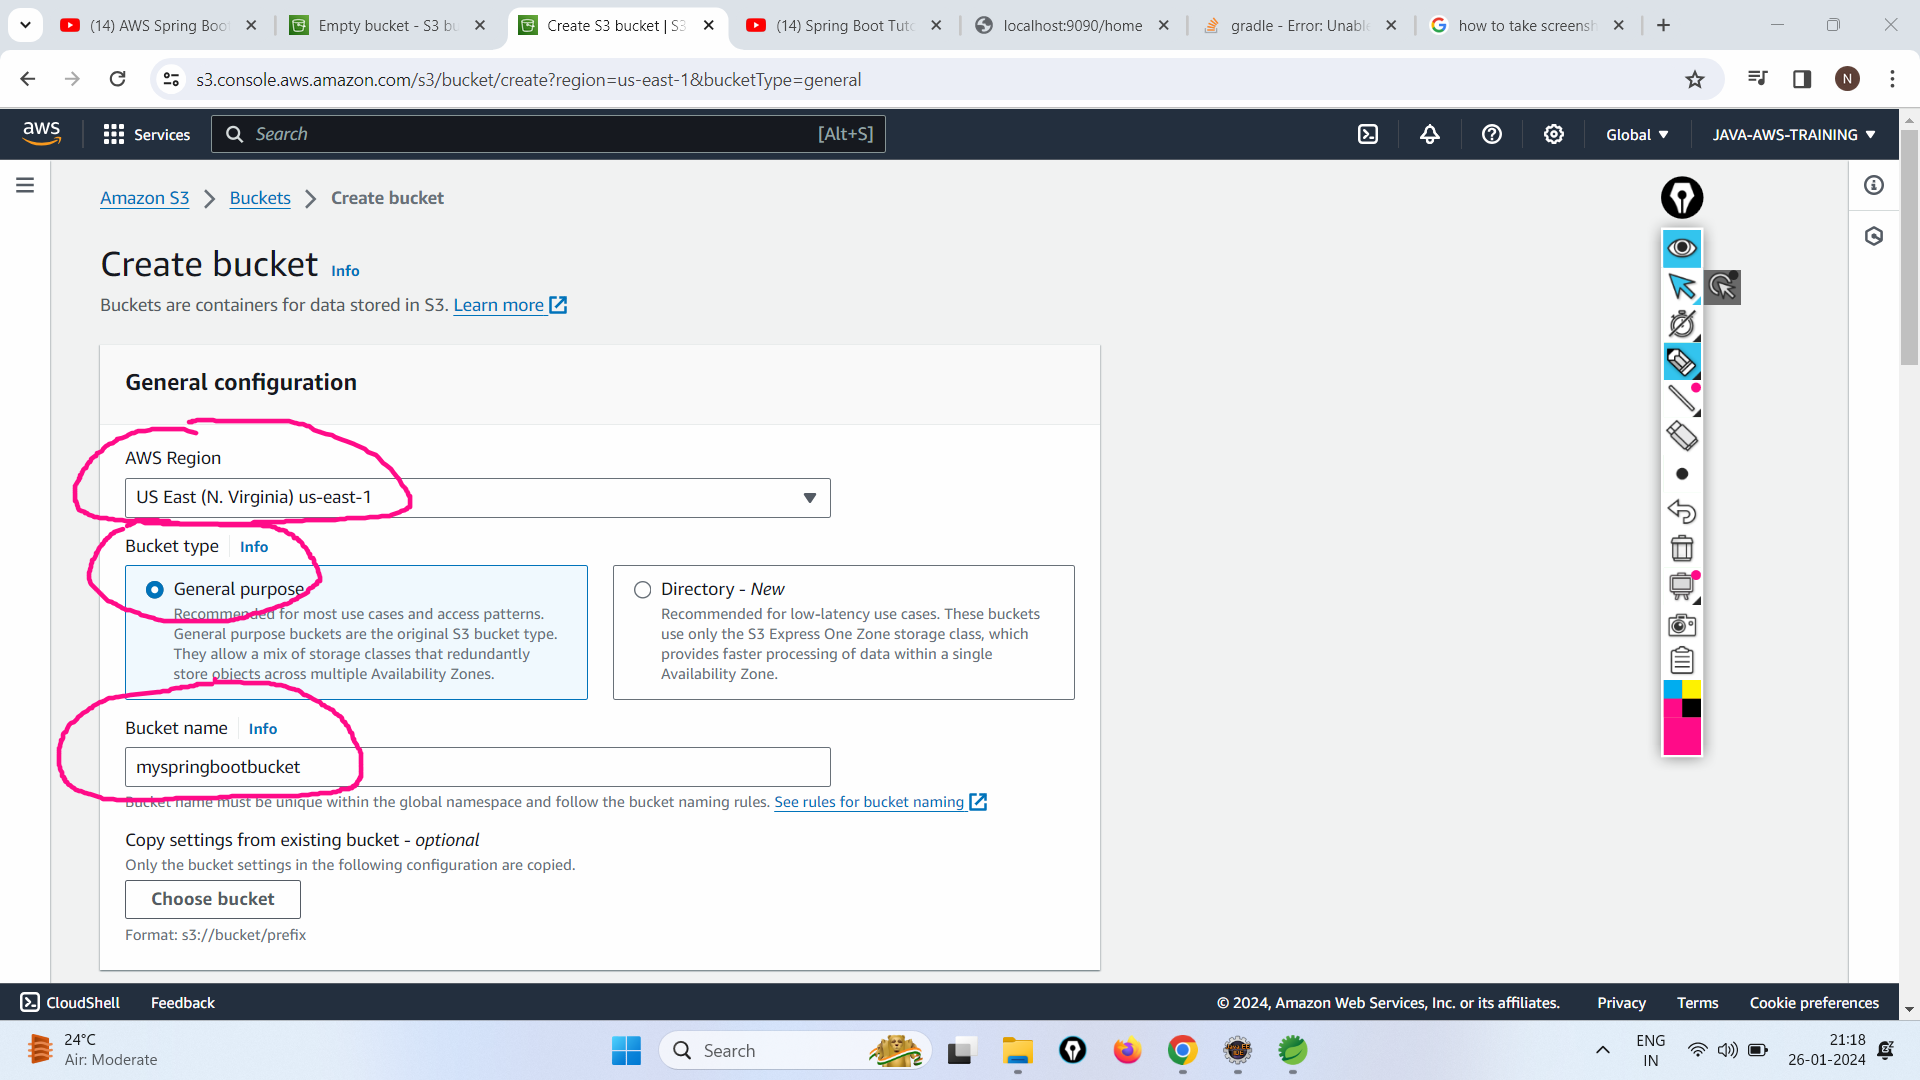 (14) AWS Spring Boot
Empty bucket - S3 bu
Create S3 bucket | S3
(14) Spring Boot Tuto
localhost:9090/home
gradle - Error: Unable
how to take screensh
s3.console.aws.amazon.com/s3/bucket/create?region=us-east-1&bucketType=general
N
aws
Services
Search
[Alt+S]
Global
JAVA-AWS-TRAINING
Amazon S3
Buckets
Create bucket
Create bucket Info
Buckets are containers for data stored in S3. Learn more
General configuration
AWS Region
US East (N. Virginia) us-east-1
Bucket type Info
General purpose
Recommended for most use cases and access patterns.
General purpose buckets are the original S3 bucket type.
They allow a mix of storage classes that redundantly
store objects across multiple Availability Zones.
Directory - New
Recommended for low-latency use cases. These buckets
use only the S3 Express One Zone storage class, which
provides faster processing of data within a single
Availability Zone.
Bucket name Info
myspringbootbucket
Bucket name must be unique within the global namespace and follow the bucket naming rules. See rules for bucket naming
Copy settings from existing bucket - optional
Only the bucket settings in the following configuration are copied.
Choose bucket
Format: s3://bucket/prefix
CloudShell
Feedback
© 2024, Amazon Web Services, Inc. or its affiliates.
Privacy
Terms
Cookie preferences
24°C
Air: Moderate
Search
ENG
IN
21:18
26-01-2024